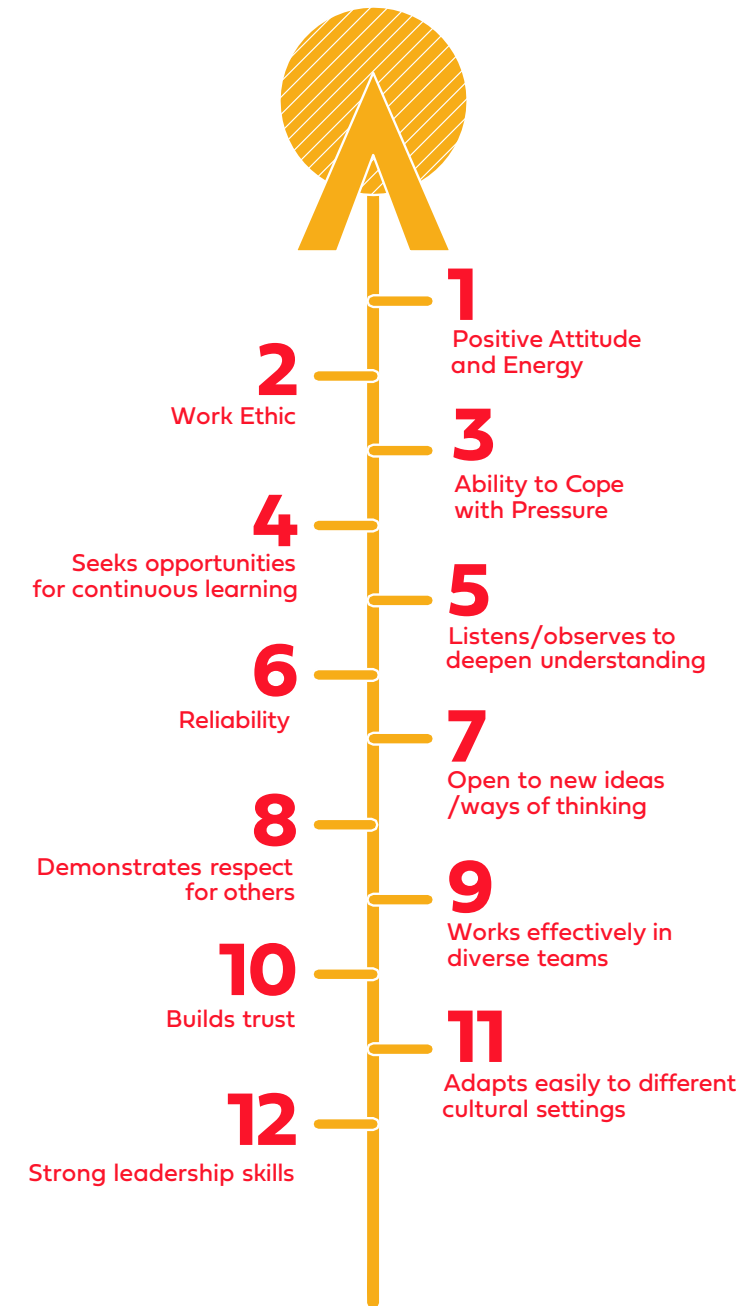 1
Positive Attitude
and Energy
2
Work Ethic
3
Ability to Cope
with Pressure
4
Seeks opportunities
for continuous learning
5
Listens/observes to
deepen understanding
6
Reliability
7
Open to new ideas
/ways of thinking
8
Demonstrates respect
for others
9
Works effectively in
diverse teams
10
Builds trust
11
Adapts easily to different
cultural settings
12
Strong leadership skills